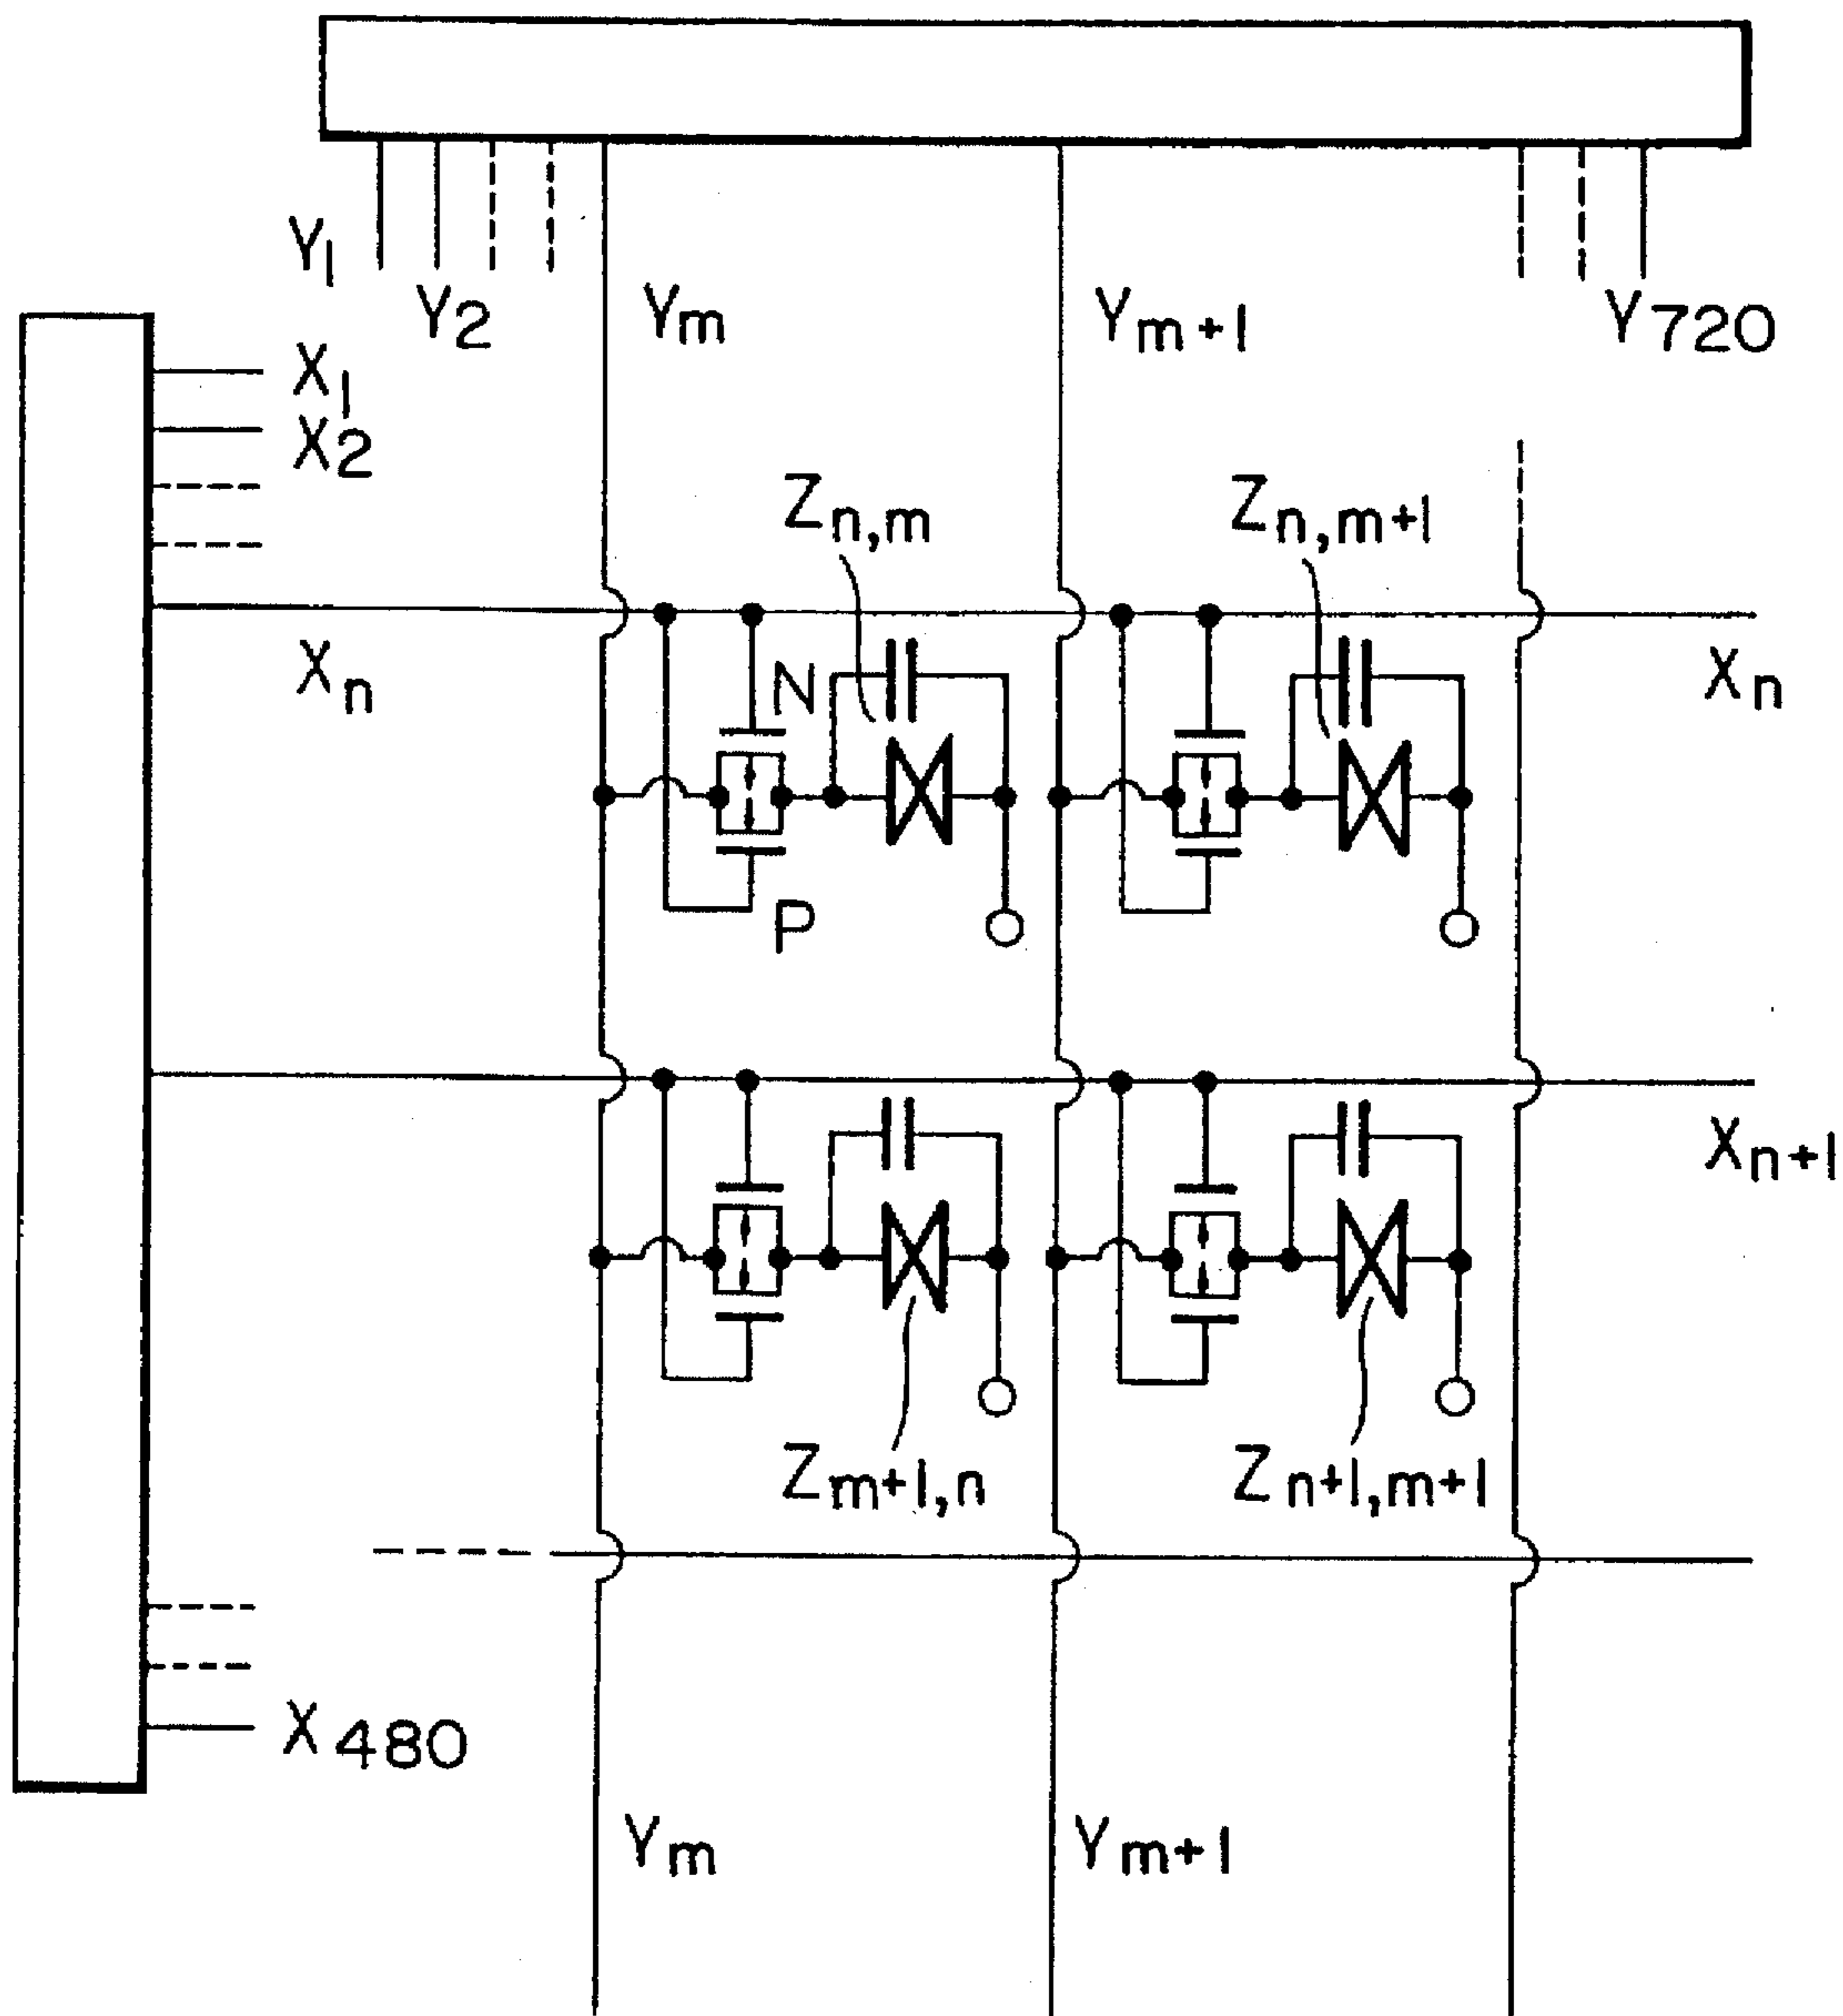 Y1
Y2
Ym
Ym+1
Y720
X1
X2
Zn,m
Zn,m+1
Xn
N
Xn
P
Xn+1
Zm+1,n
Zn+1,m+1
X480
Ym
Ym+1